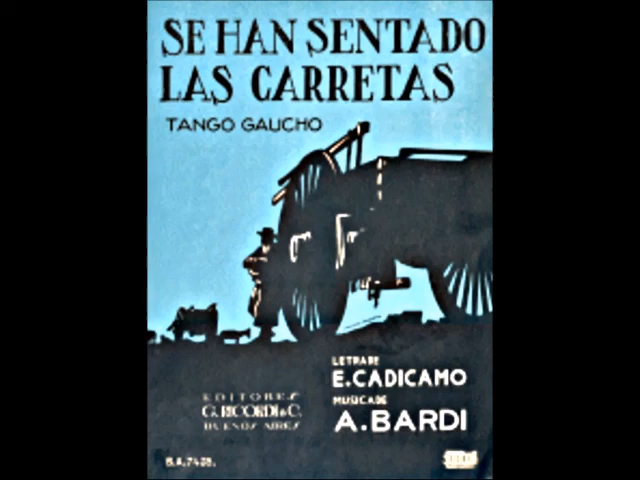 SE HAN SENTADO
LAS CARRETAS
TANGO GAUCHO
LETRA DE
E. CADICAMO
MUSICA DE
A. BARDI
EDITORES
G. RICORDI & C.
BUENOS AIRES
B.A. 7428.